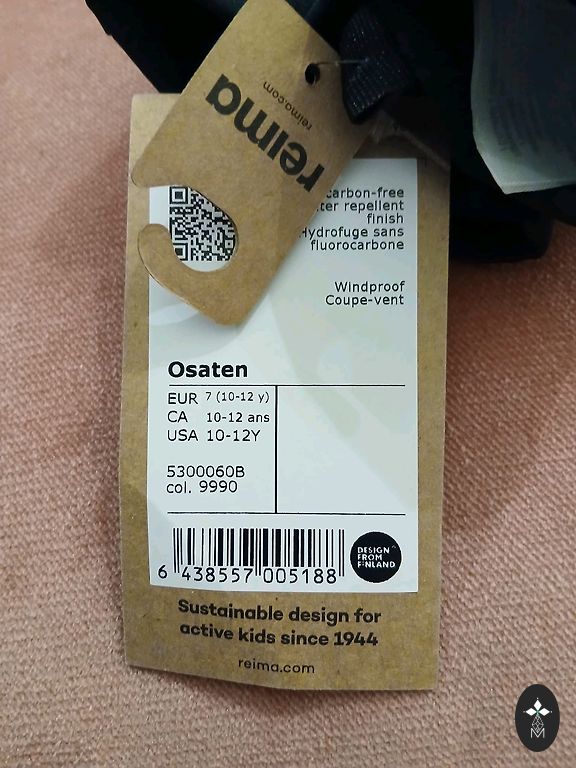 reima
reima.com
carbon-free
ter repellent
finish
Hydrofuge sans
fluorocarbone
Windproof
Coupe-vent
Osaten
EUR 7 (10-12 y)
CA 10-12 ans
USA 10-12Y
5300060B
col. 9990
6 438557 005188
DESIGN
FROM
FINLAND
Sustainable design for
active kids since 1944
reima.com
M